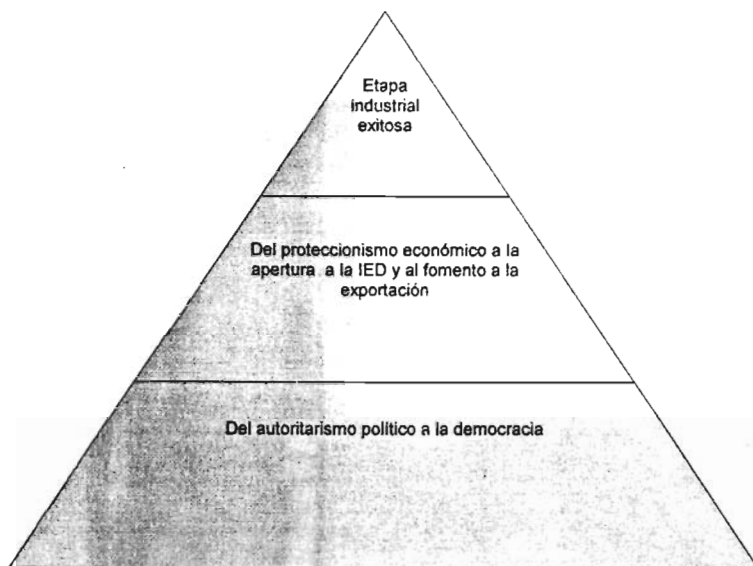 Etapa
industrial
exitosa
Del proteccionismo económico a la
apertura a la IED y al fomento a la
exportación
Del autoritarismo político a la democracia